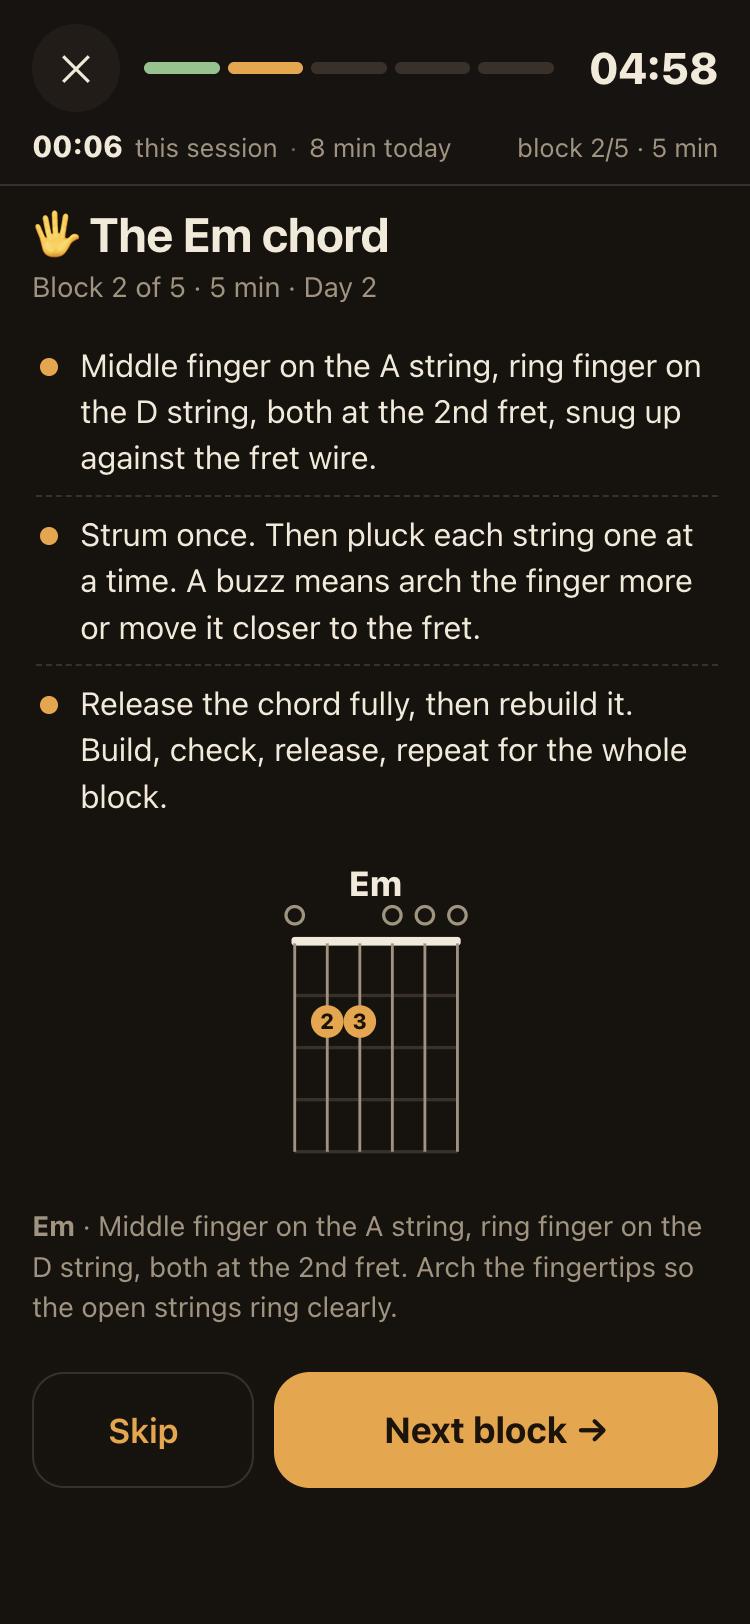 04:58
00:06 this session · 8 min today block 2/5 · 5 min
🖐 The Em chord
Block 2 of 5 · 5 min · Day 2
Middle finger on the A string, ring finger on
the D string, both at the 2nd fret, snug up
against the fret wire.
Strum once. Then pluck each string one at
a time. A buzz means arch the finger more
or move it closer to the fret.
Release the chord fully, then rebuild it.
Build, check, release, repeat for the whole
block.
Em
2 3
Em · Middle finger on the A string, ring finger on the
D string, both at the 2nd fret. Arch the fingertips so
the open strings ring clearly.
Skip
Next block →